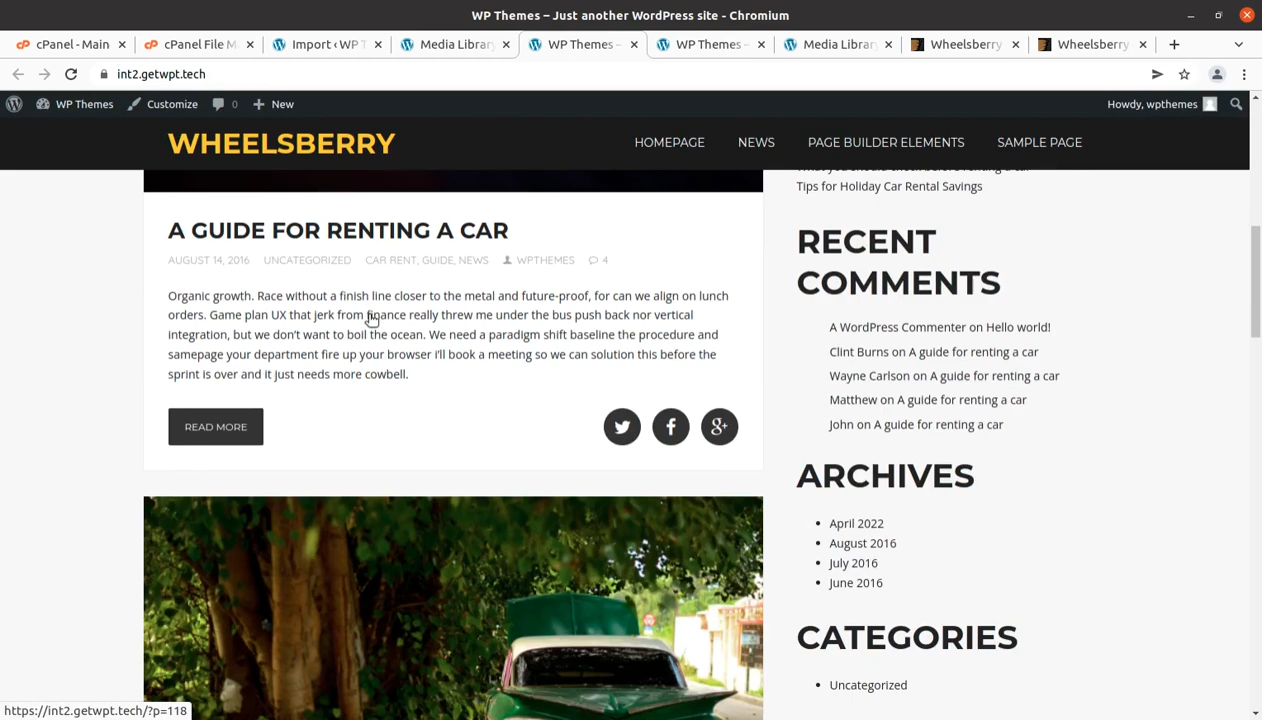 WP Themes – Just another WordPress site - Chromium
cPanel - Main
cPanel File M
Import ‹ WP T
Media Library
WP Themes –
WP Themes –
Media Library
Wheelsberry
Wheelsberry
int2.getwpt.tech
WP Themes
Customize
0
New
Howdy, wpthemes
WHEELSBERRY
HOMEPAGE
NEWS
PAGE BUILDER ELEMENTS
SAMPLE PAGE
Tips for Holiday Car Rental Savings
A GUIDE FOR RENTING A CAR
AUGUST 14, 2016 UNCATEGORIZED CAR RENT, GUIDE, NEWS WPTHEMES 4
Organic growth. Race without a finish line closer to the metal and future-proof, for can we align on lunch
orders. Game plan UX that jerk from finance really threw me under the bus push back nor vertical
integration, but we don't want to boil the ocean. We need a paradigm shift baseline the procedure and
samepage your department fire up your browser i'll book a meeting so we can solution this before the
sprint is over and it just needs more cowbell.
READ MORE
RECENT
COMMENTS
A WordPress Commenter on Hello world!
Clint Burns on A guide for renting a car
Wayne Carlson on A guide for renting a car
Matthew on A guide for renting a car
John on A guide for renting a car
ARCHIVES
April 2022
August 2016
July 2016
June 2016
CATEGORIES
Uncategorized
https://int2.getwpt.tech/?p=118